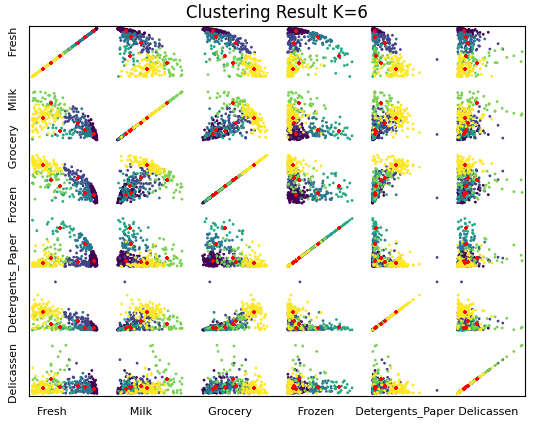 Clustering Result K=6
Fresh
Milk
Grocery
Frozen
Detergents_Paper
Delicassen
Fresh Milk Grocery Frozen Detergents_Paper Delicassen